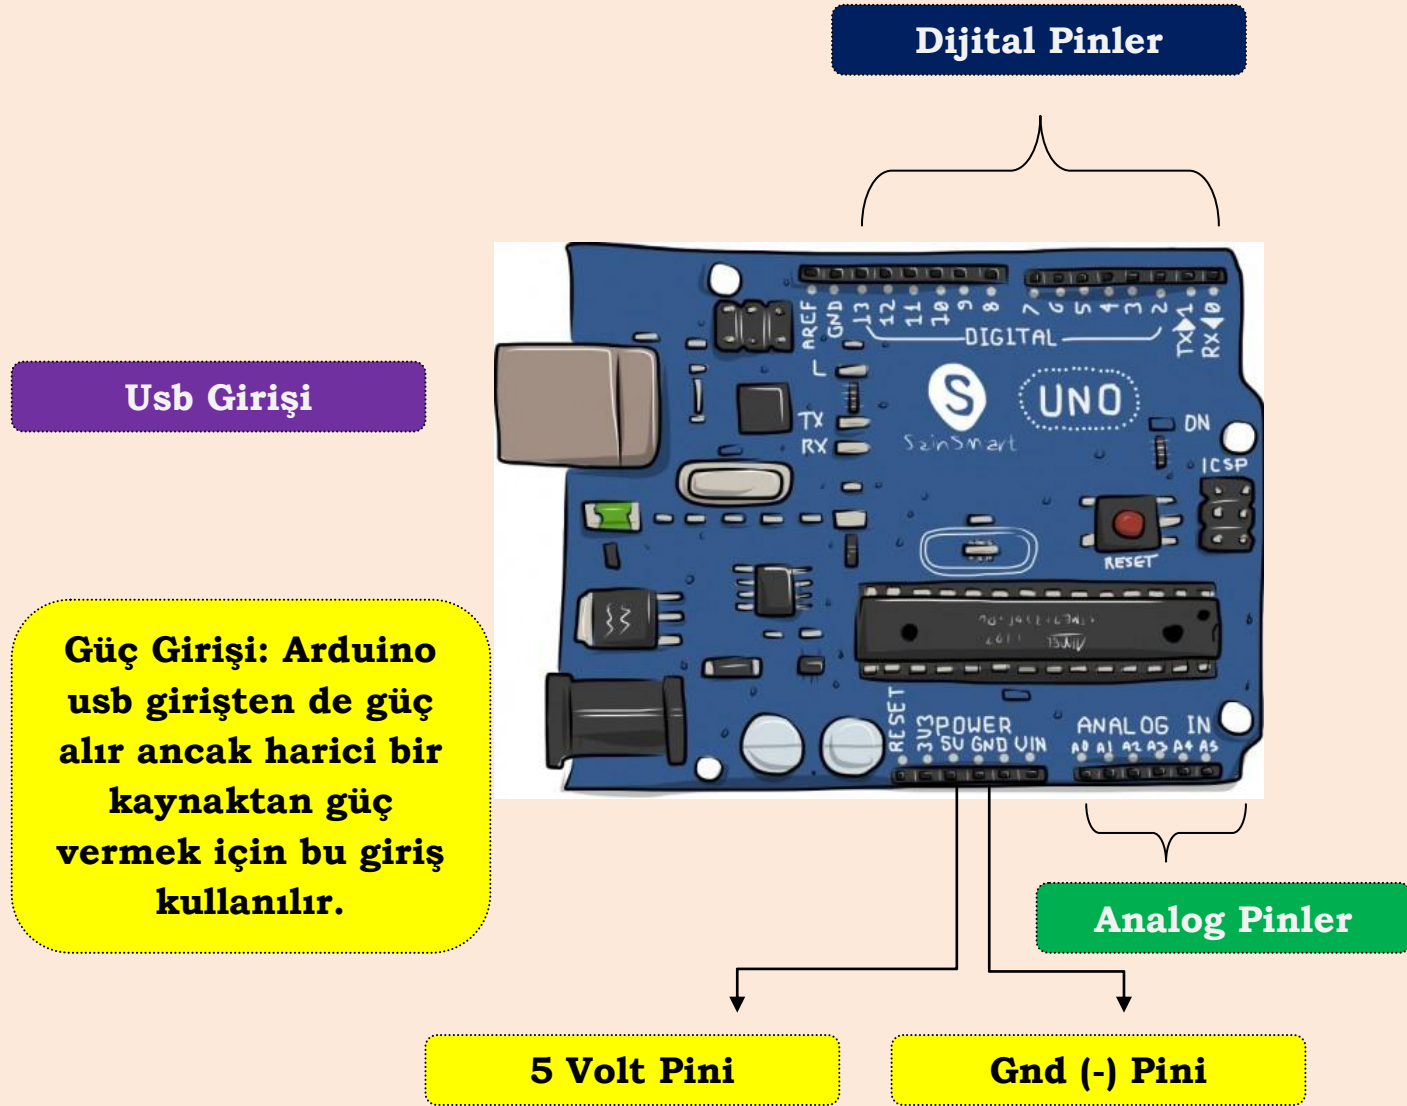 Dijital Pinler
AREF
GND
13
12
11
10
9
8
7
6
5
4
3
2
TX▶1
RX◀0
DIGITAL
L
TX
RX
S
SainSmart
UNO
ON
ICSP
RESET
Usb Girişi
Güç Girişi: Arduino
usb girişten de güç
alır ancak harici bir
kaynaktan güç
vermek için bu giriş
kullanılır.
ATMEL
RESET
3V3
POWER
5V GND VIN
ANALOG IN
A0 A1 A2 A3 A4 A5
Analog Pinler
5 Volt Pini
Gnd (-) Pini